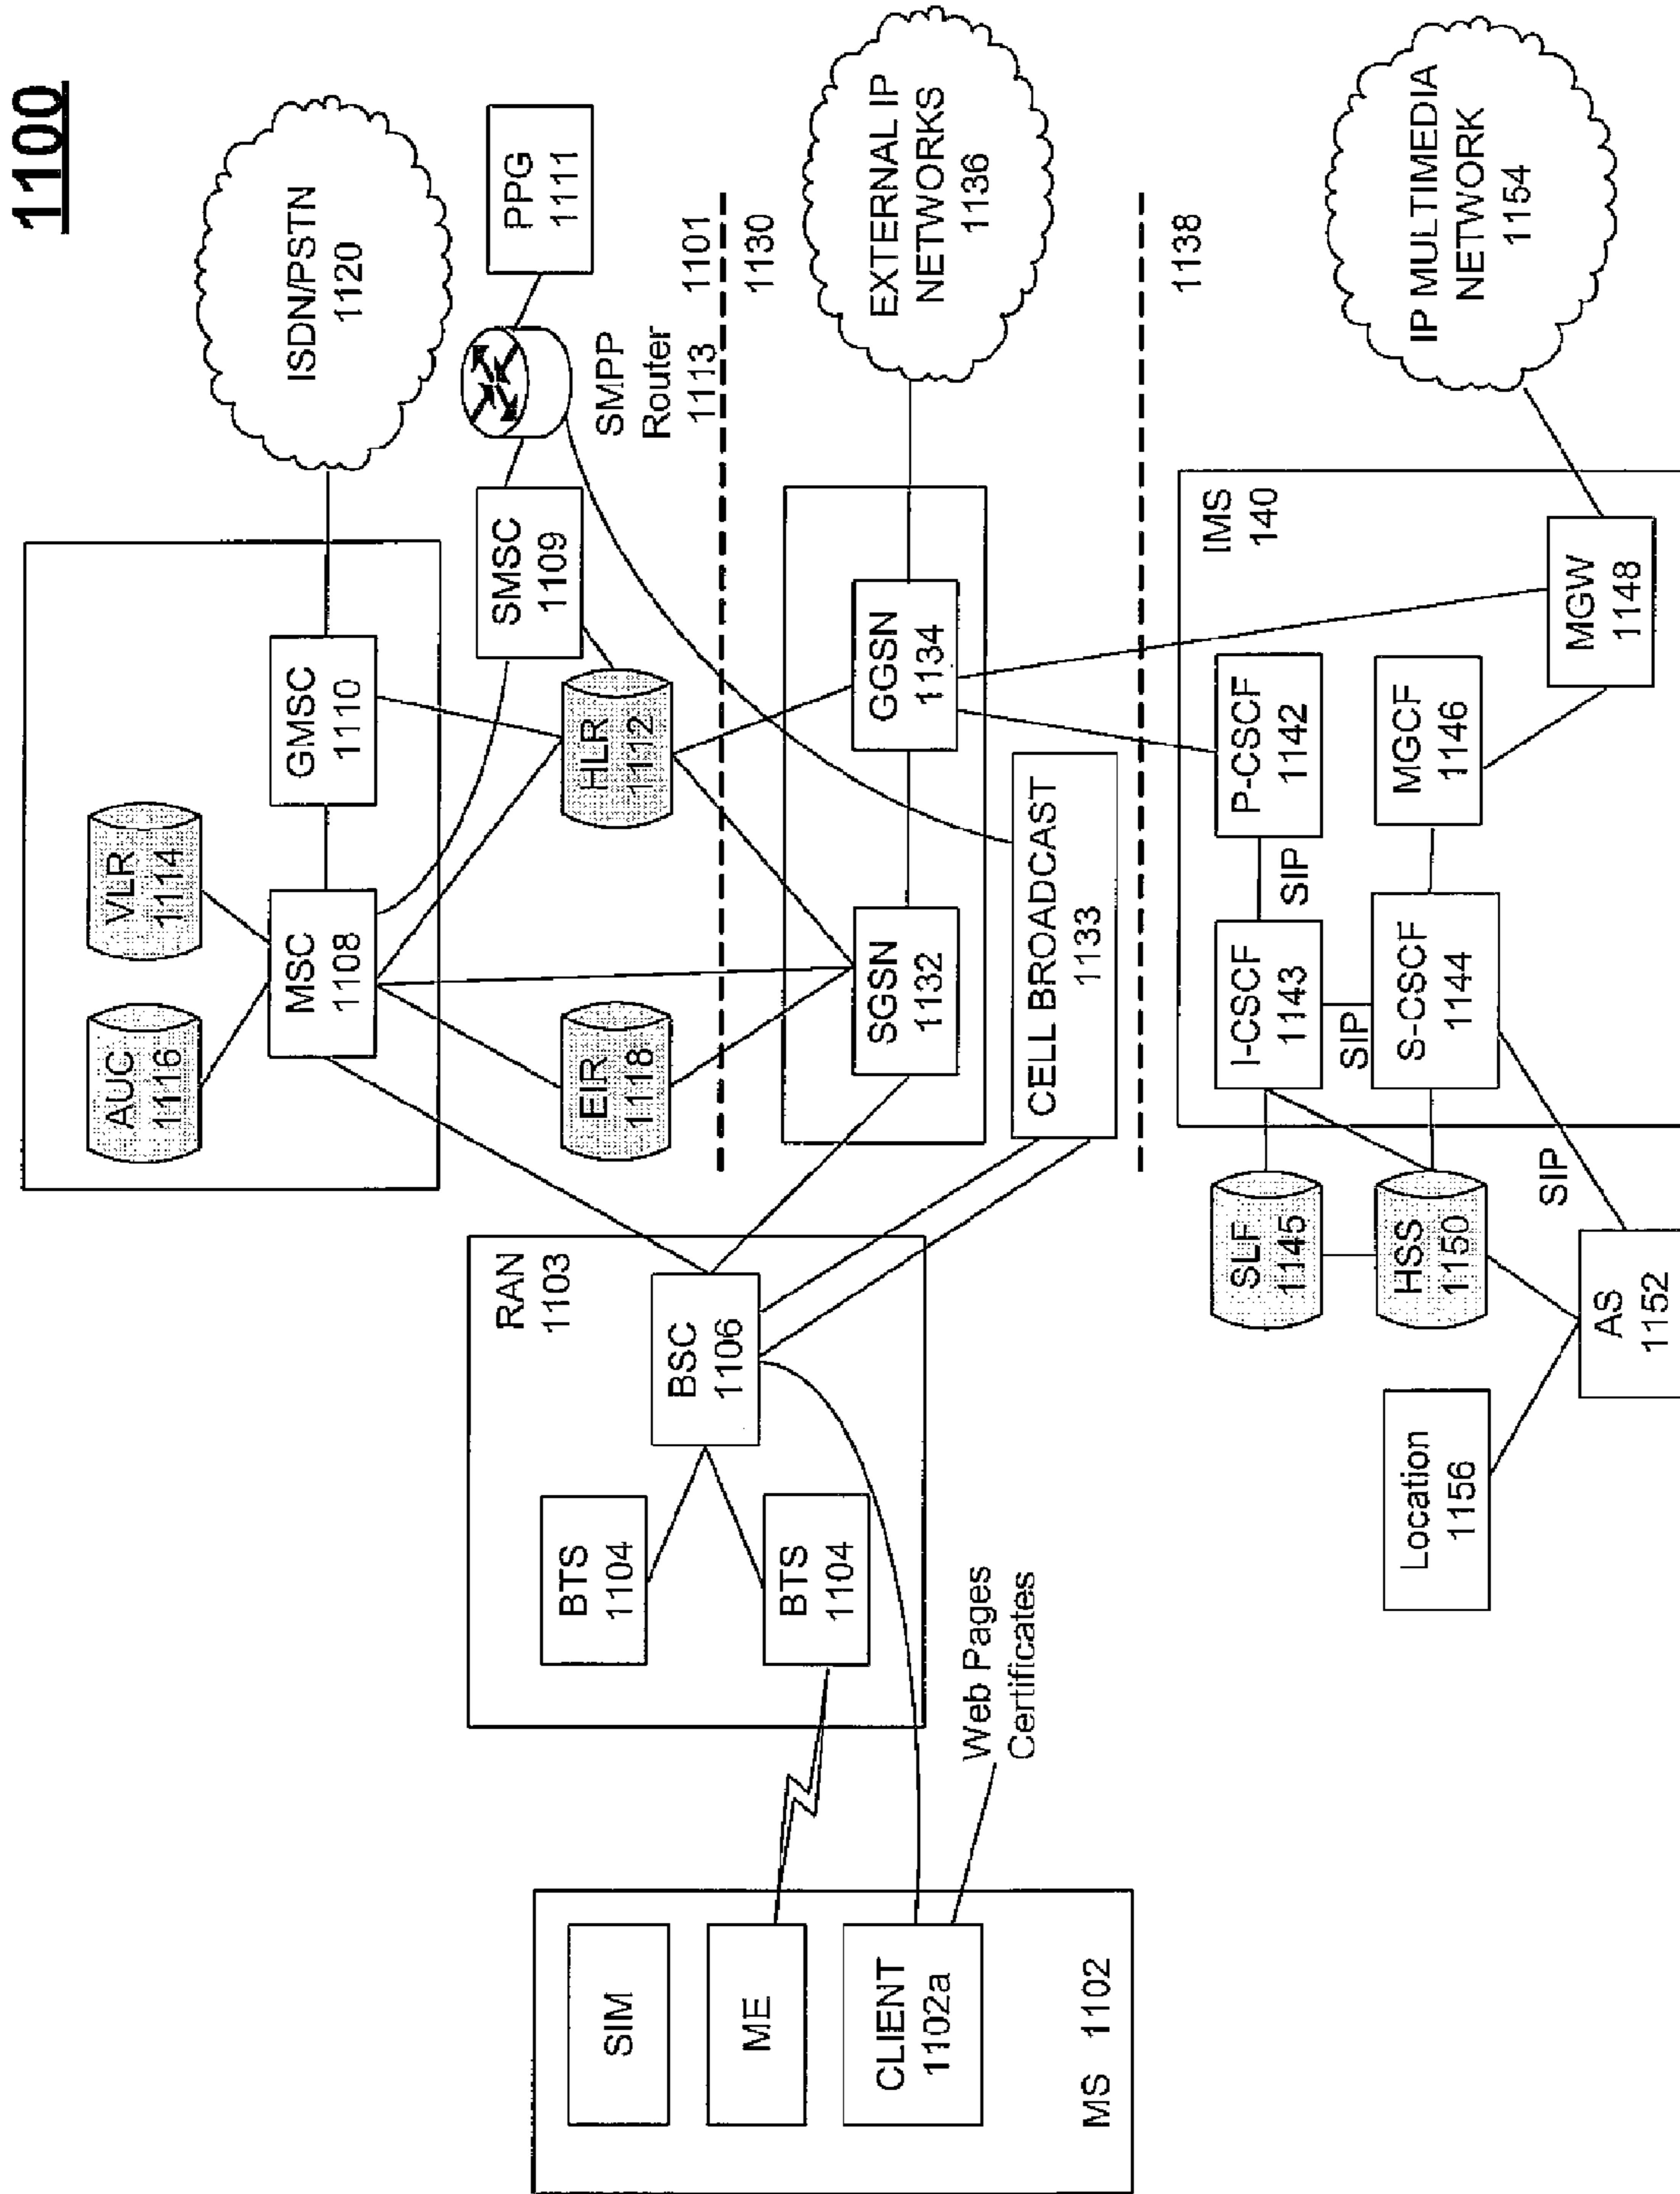 1100
ISDN/PSTN
1120
PPG
1111
SMPP
Router
1113
1101
1130
VLR
1114
AUC
1116
GMSC
1110
MSC
1108
SMSC
1109
HLR
1112
EIR
1118
EXTERNAL IP
NETWORKS
1136
GGSN
1134
SGSN
1132
CELL BROADCAST
1133
1138
RAN
1103
BSC
1106
BTS
1104
BTS
1104
SIM
ME
CLIENT
1102a
MS 1102
Web Pages
Certificates
IP MULTIMEDIA
NETWORK
1154
IMS
140
P-CSCF
1142
SIP
I-CSCF
1143
MGCF
1146
MGW
1148
SIP
S-CSCF
1144
SLF
1145
HSS
1150
SIP
AS
1152
Location
1156